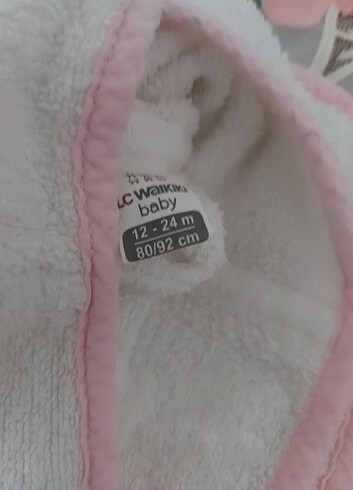 LC Waikiki
baby
12 - 24 m
80/92 cm